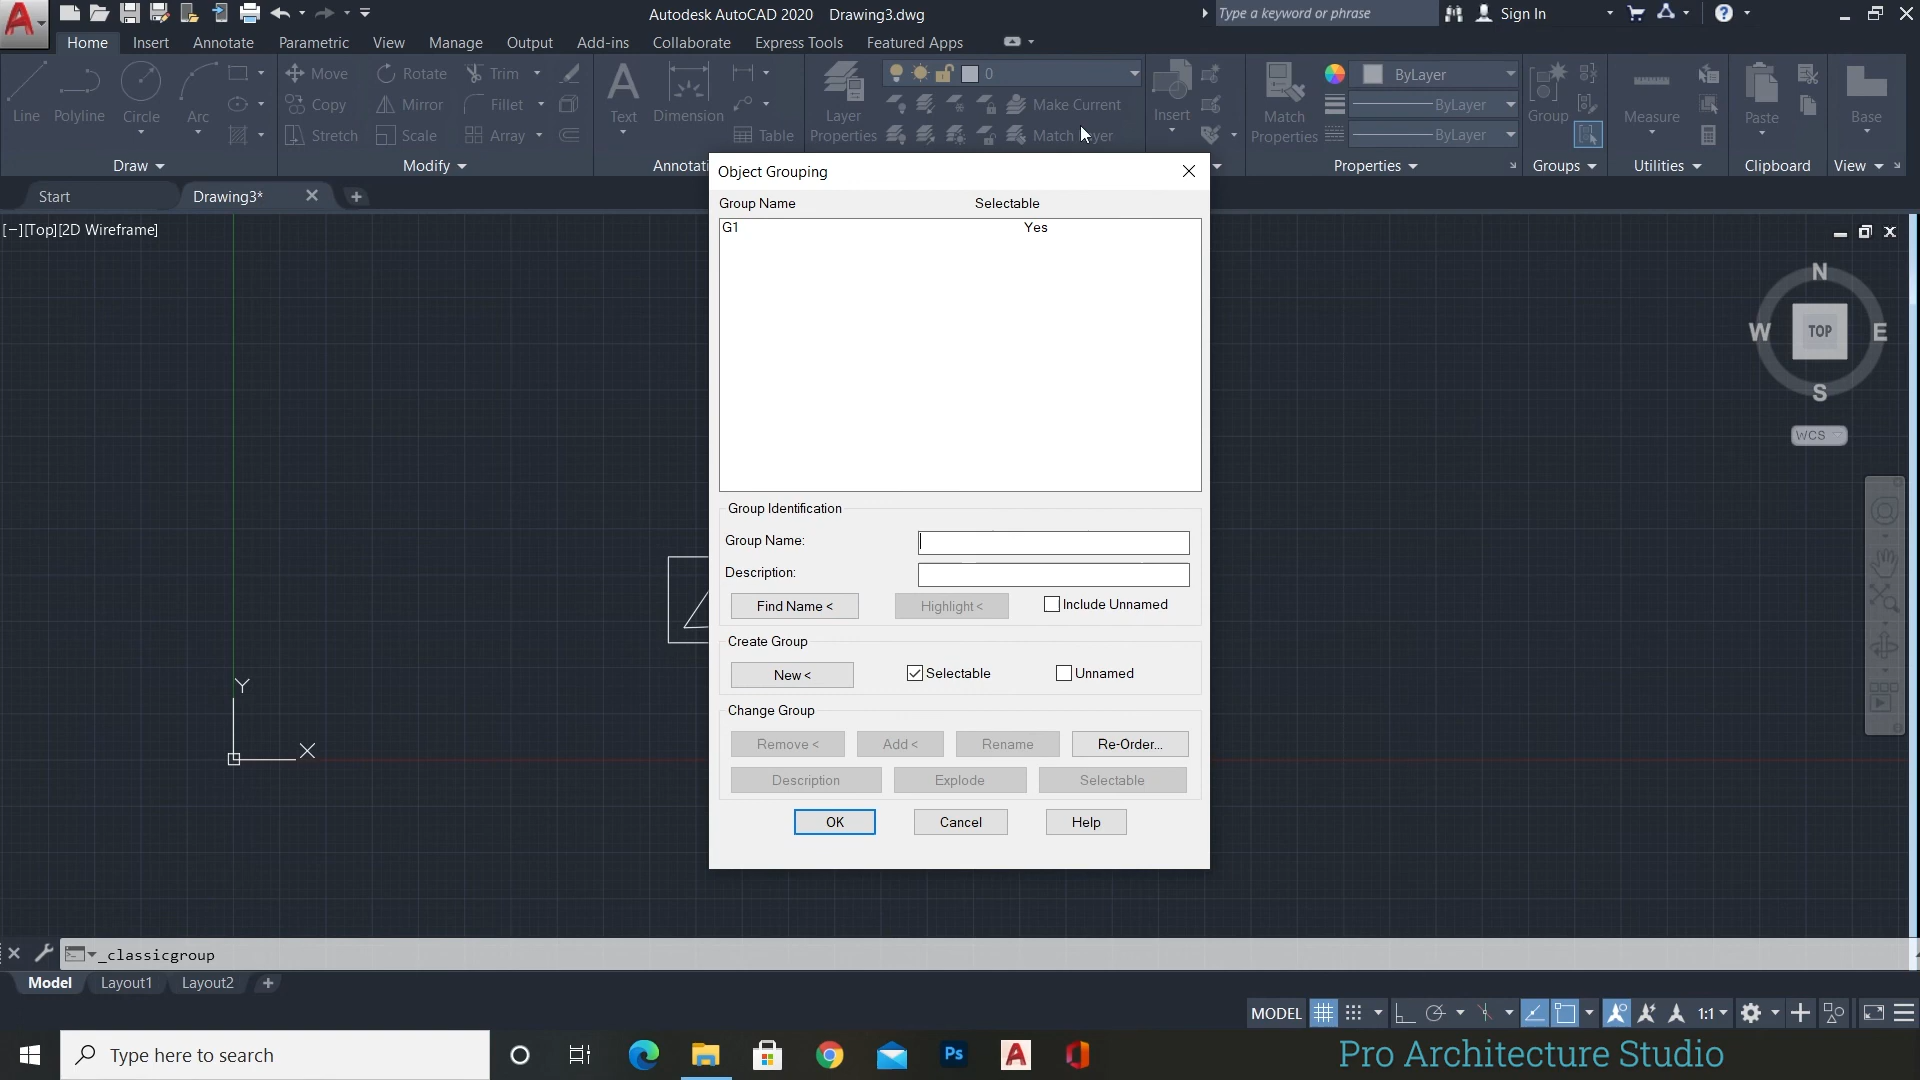 Autodesk AutoCAD 2020 Drawing3.dwg
Type a keyword or phrase
Sign In
Home Insert Annotate Parametric View Manage Output Add-ins Collaborate Express Tools Featured Apps
Line Polyline Circle Arc
Move Rotate Trim
Copy Mirror Fillet
Stretch Scale Array
Text Dimension Table
Layer Properties
0
Make Current
Match Layer
Insert
Match Properties
ByLayer
ByLayer
ByLayer
Group
Measure
Paste
Base
Draw Modify Properties Groups Utilities Clipboard View
Start Drawing3*
[−][Top][2D Wireframe]
Object Grouping
Group Name Selectable
G1 Yes
Group Identification
Group Name:
Description:
Find Name < Highlight < Include Unnamed
Create Group
New < Selectable Unnamed
Change Group
Remove < Add < Rename Re-Order...
Description Explode Selectable
OK Cancel Help
N
W TOP E
S
WCS
Y
X
_classicgroup
Model Layout1 Layout2
MODEL 1:1
Type here to search
Ps
Pro Architecture Studio